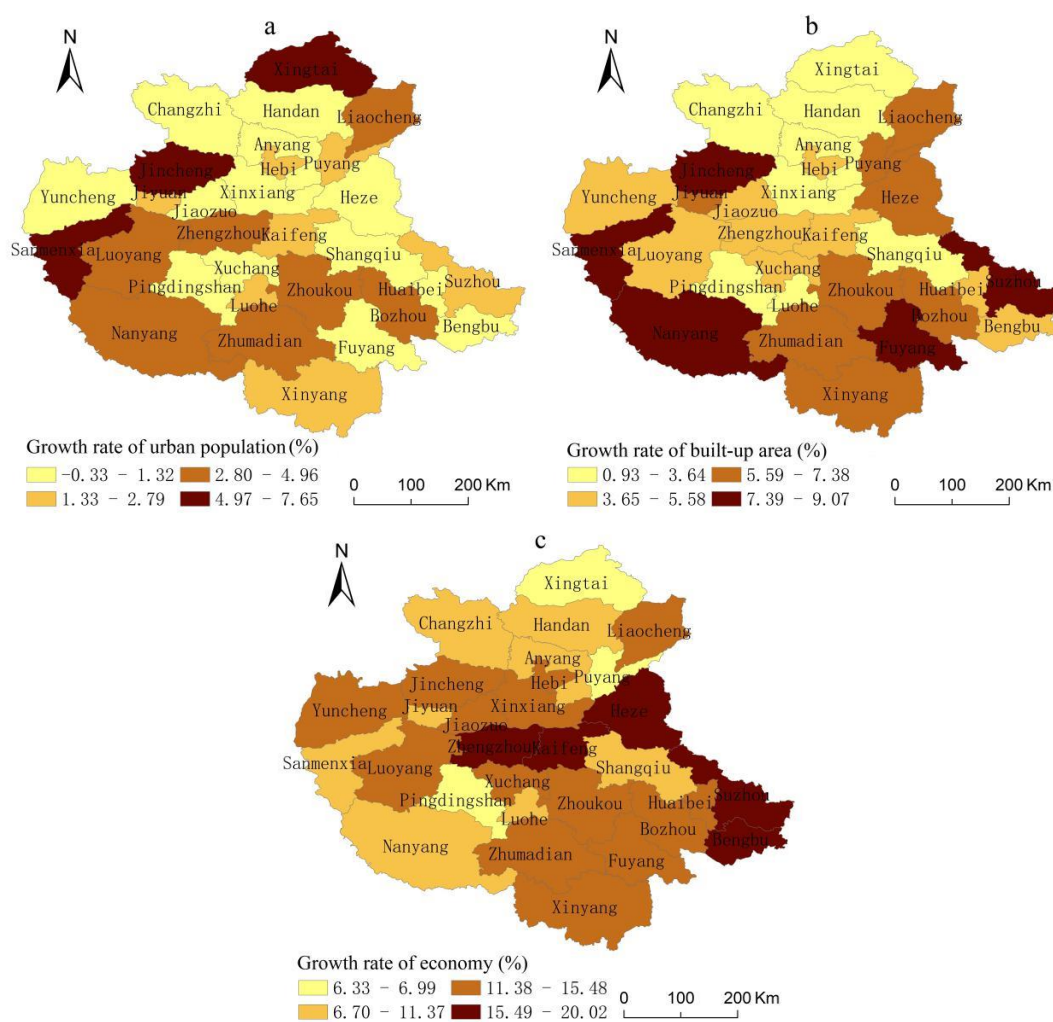 a
N
Xingtai
Changzhi
Handan
Liaocheng
Anyang
Hebi
Puyang
Jincheng
Yuncheng
Jiyuan
Xinxiang
Heze
Jiaozuo
Sanmenxia
Luoyang
Zhengzhou
Kaifeng
Shangqiu
Xuchang
Suzhou
Pingdingshan
Zhoukou
Huaibei
Luohe
Bozhou
Bengbu
Nanyang
Zhumadian
Fuyang
Xinyang
Growth rate of urban population (%)
-0.33 - 1.32 2.80 - 4.96
1.33 - 2.79 4.97 - 7.65
0 100 200 Km
b
N
Xingtai
Changzhi
Handan
Liaocheng
Anyang
Hebi
Puyang
Jincheng
Yuncheng
Jiyuan
Xinxiang
Heze
Jiaozuo
Sanmenxia
Luoyang
Zhengzhou
Kaifeng
Shangqiu
Xuchang
Suzhou
Pingdingshan
Zhoukou
Huaibei
Luohe
Bozhou
Bengbu
Nanyang
Zhumadian
Fuyang
Xinyang
Growth rate of built-up area (%)
0.93 - 3.64 5.59 - 7.38
3.65 - 5.58 7.39 - 9.07
0 100 200 Km
c
N
Xingtai
Changzhi
Handan
Liaocheng
Anyang
Hebi
Puyang
Jincheng
Yuncheng
Jiyuan
Xinxiang
Heze
Jiaozuo
Sanmenxia
Luoyang
Zhengzhou
Kaifeng
Shangqiu
Xuchang
Suzhou
Pingdingshan
Zhoukou
Huaibei
Luohe
Bozhou
Bengbu
Nanyang
Zhumadian
Fuyang
Xinyang
Growth rate of economy (%)
6.33 - 6.99 11.38 - 15.48
6.70 - 11.37 15.49 - 20.02
0 100 200 Km